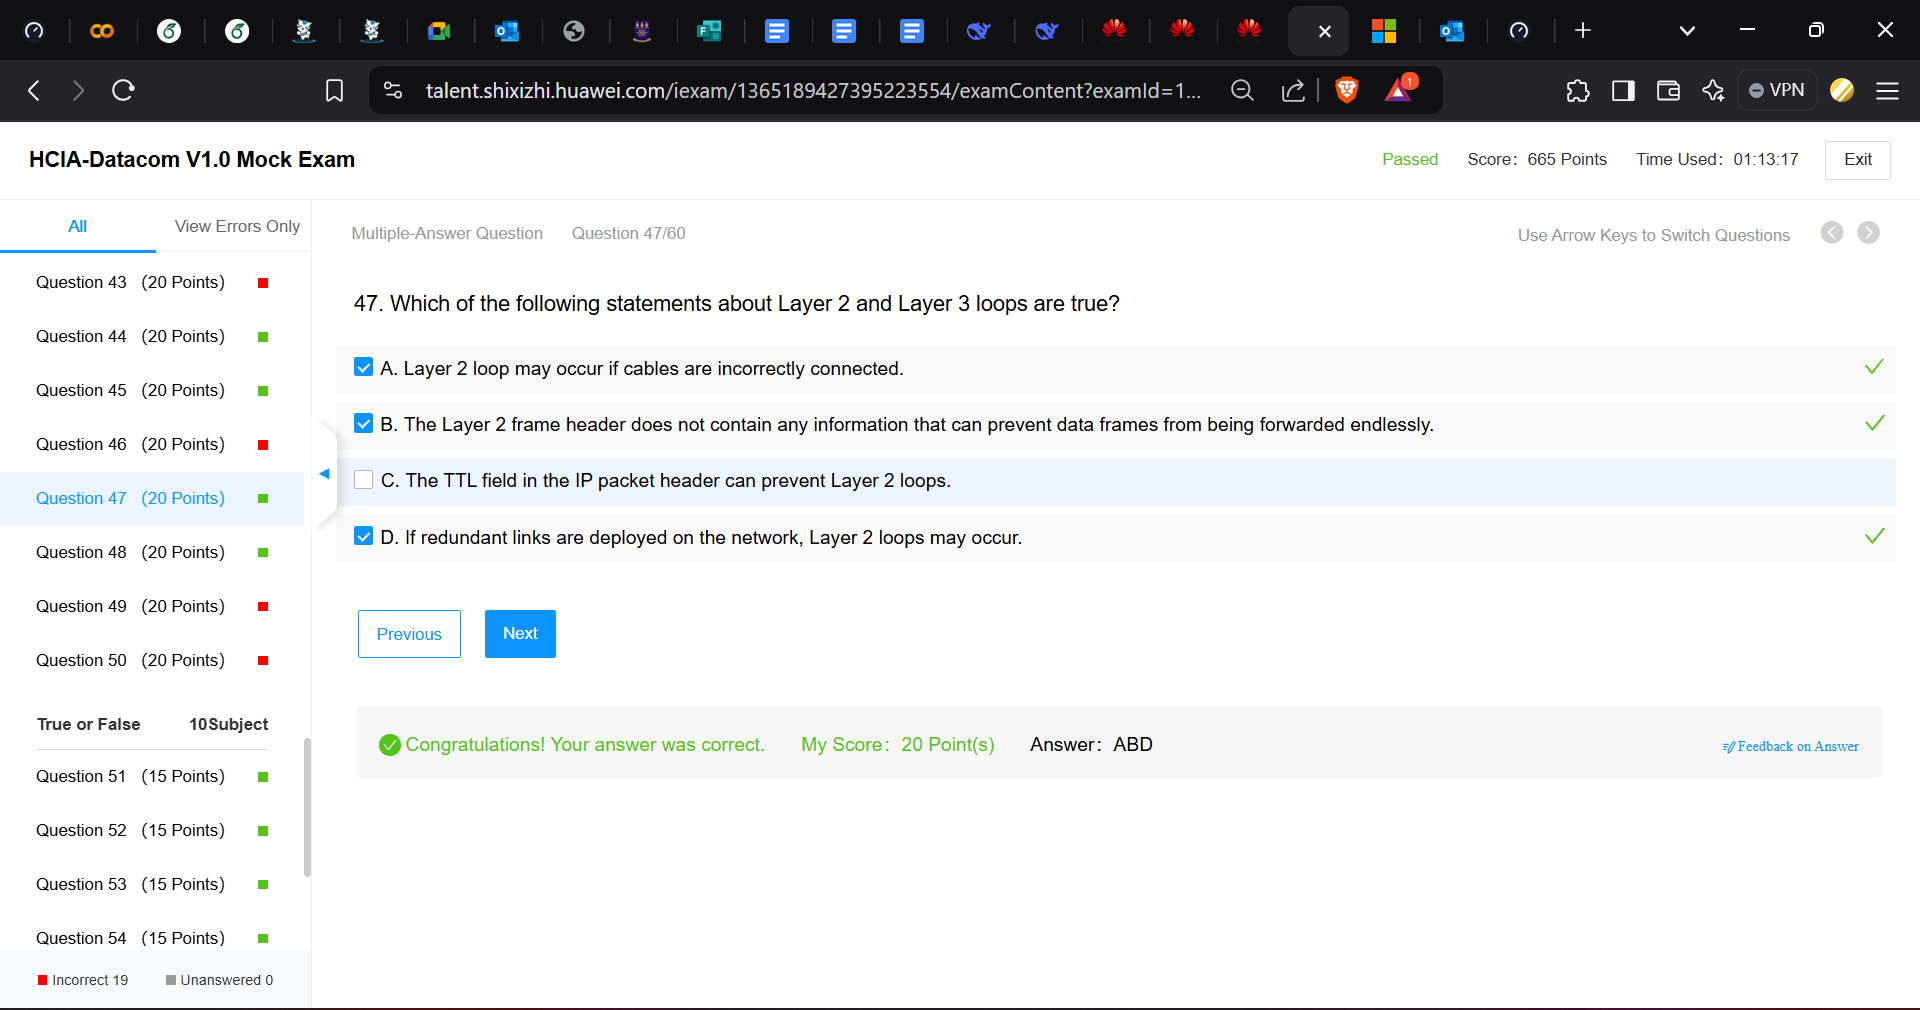 talent.shixizhi.huawei.com/iexam/1365189427395223554/examContent?examId=1...
1
VPN
HCIA-Datacom V1.0 Mock Exam
Passed
Score: 665 Points
Time Used: 01:13:17
Exit
All
View Errors Only
Multiple-Answer Question
Question 47/60
Use Arrow Keys to Switch Questions
Question 43 (20 Points)
Question 44 (20 Points)
Question 45 (20 Points)
Question 46 (20 Points)
Question 47 (20 Points)
Question 48 (20 Points)
Question 49 (20 Points)
Question 50 (20 Points)
True or False 10Subject
Question 51 (15 Points)
Question 52 (15 Points)
Question 53 (15 Points)
Question 54 (15 Points)
Incorrect 19
Unanswered 0
47. Which of the following statements about Layer 2 and Layer 3 loops are true?
A. Layer 2 loop may occur if cables are incorrectly connected.
B. The Layer 2 frame header does not contain any information that can prevent data frames from being forwarded endlessly.
C. The TTL field in the IP packet header can prevent Layer 2 loops.
D. If redundant links are deployed on the network, Layer 2 loops may occur.
Previous
Next
Congratulations! Your answer was correct.
My Score: 20 Point(s)
Answer: ABD
Feedback on Answer